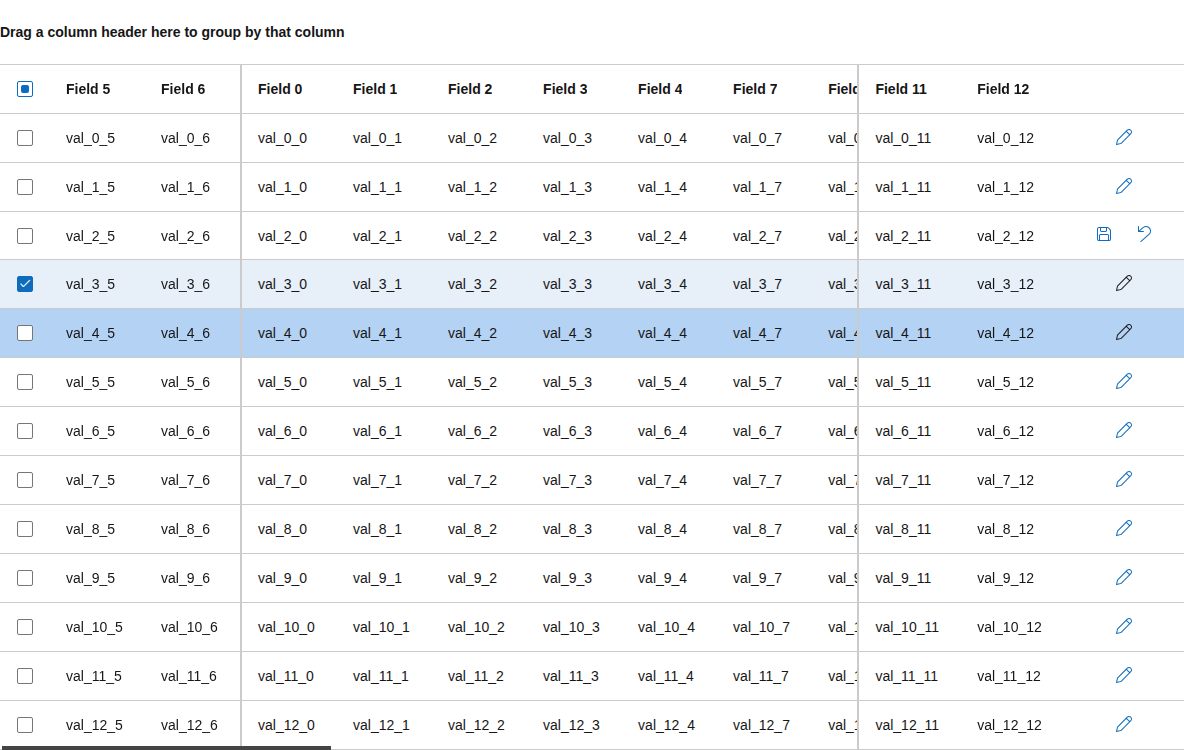 Drag a column header here to group by that column
Field 5 Field 6 Field 0 Field 1 Field 2 Field 3 Field 4 Field 7 Field 11 Field 12
val_0_5 val_0_6 val_0_0 val_0_1 val_0_2 val_0_3 val_0_4 val_0_7 val_0_11 val_0_12
val_1_5 val_1_6 val_1_0 val_1_1 val_1_2 val_1_3 val_1_4 val_1_7 val_1_11 val_1_12
val_2_5 val_2_6 val_2_0 val_2_1 val_2_2 val_2_3 val_2_4 val_2_7 val_2_11 val_2_12
val_3_5 val_3_6 val_3_0 val_3_1 val_3_2 val_3_3 val_3_4 val_3_7 val_3_11 val_3_12
val_4_5 val_4_6 val_4_0 val_4_1 val_4_2 val_4_3 val_4_4 val_4_7 val_4_11 val_4_12
val_5_5 val_5_6 val_5_0 val_5_1 val_5_2 val_5_3 val_5_4 val_5_7 val_5_11 val_5_12
val_6_5 val_6_6 val_6_0 val_6_1 val_6_2 val_6_3 val_6_4 val_6_7 val_6_11 val_6_12
val_7_5 val_7_6 val_7_0 val_7_1 val_7_2 val_7_3 val_7_4 val_7_7 val_7_11 val_7_12
val_8_5 val_8_6 val_8_0 val_8_1 val_8_2 val_8_3 val_8_4 val_8_7 val_8_11 val_8_12
val_9_5 val_9_6 val_9_0 val_9_1 val_9_2 val_9_3 val_9_4 val_9_7 val_9_11 val_9_12
val_10_5 val_10_6 val_10_0 val_10_1 val_10_2 val_10_3 val_10_4 val_10_7 val_10_11 val_10_12
val_11_5 val_11_6 val_11_0 val_11_1 val_11_2 val_11_3 val_11_4 val_11_7 val_11_11 val_11_12
val_12_5 val_12_6 val_12_0 val_12_1 val_12_2 val_12_3 val_12_4 val_12_7 val_12_11 val_12_12